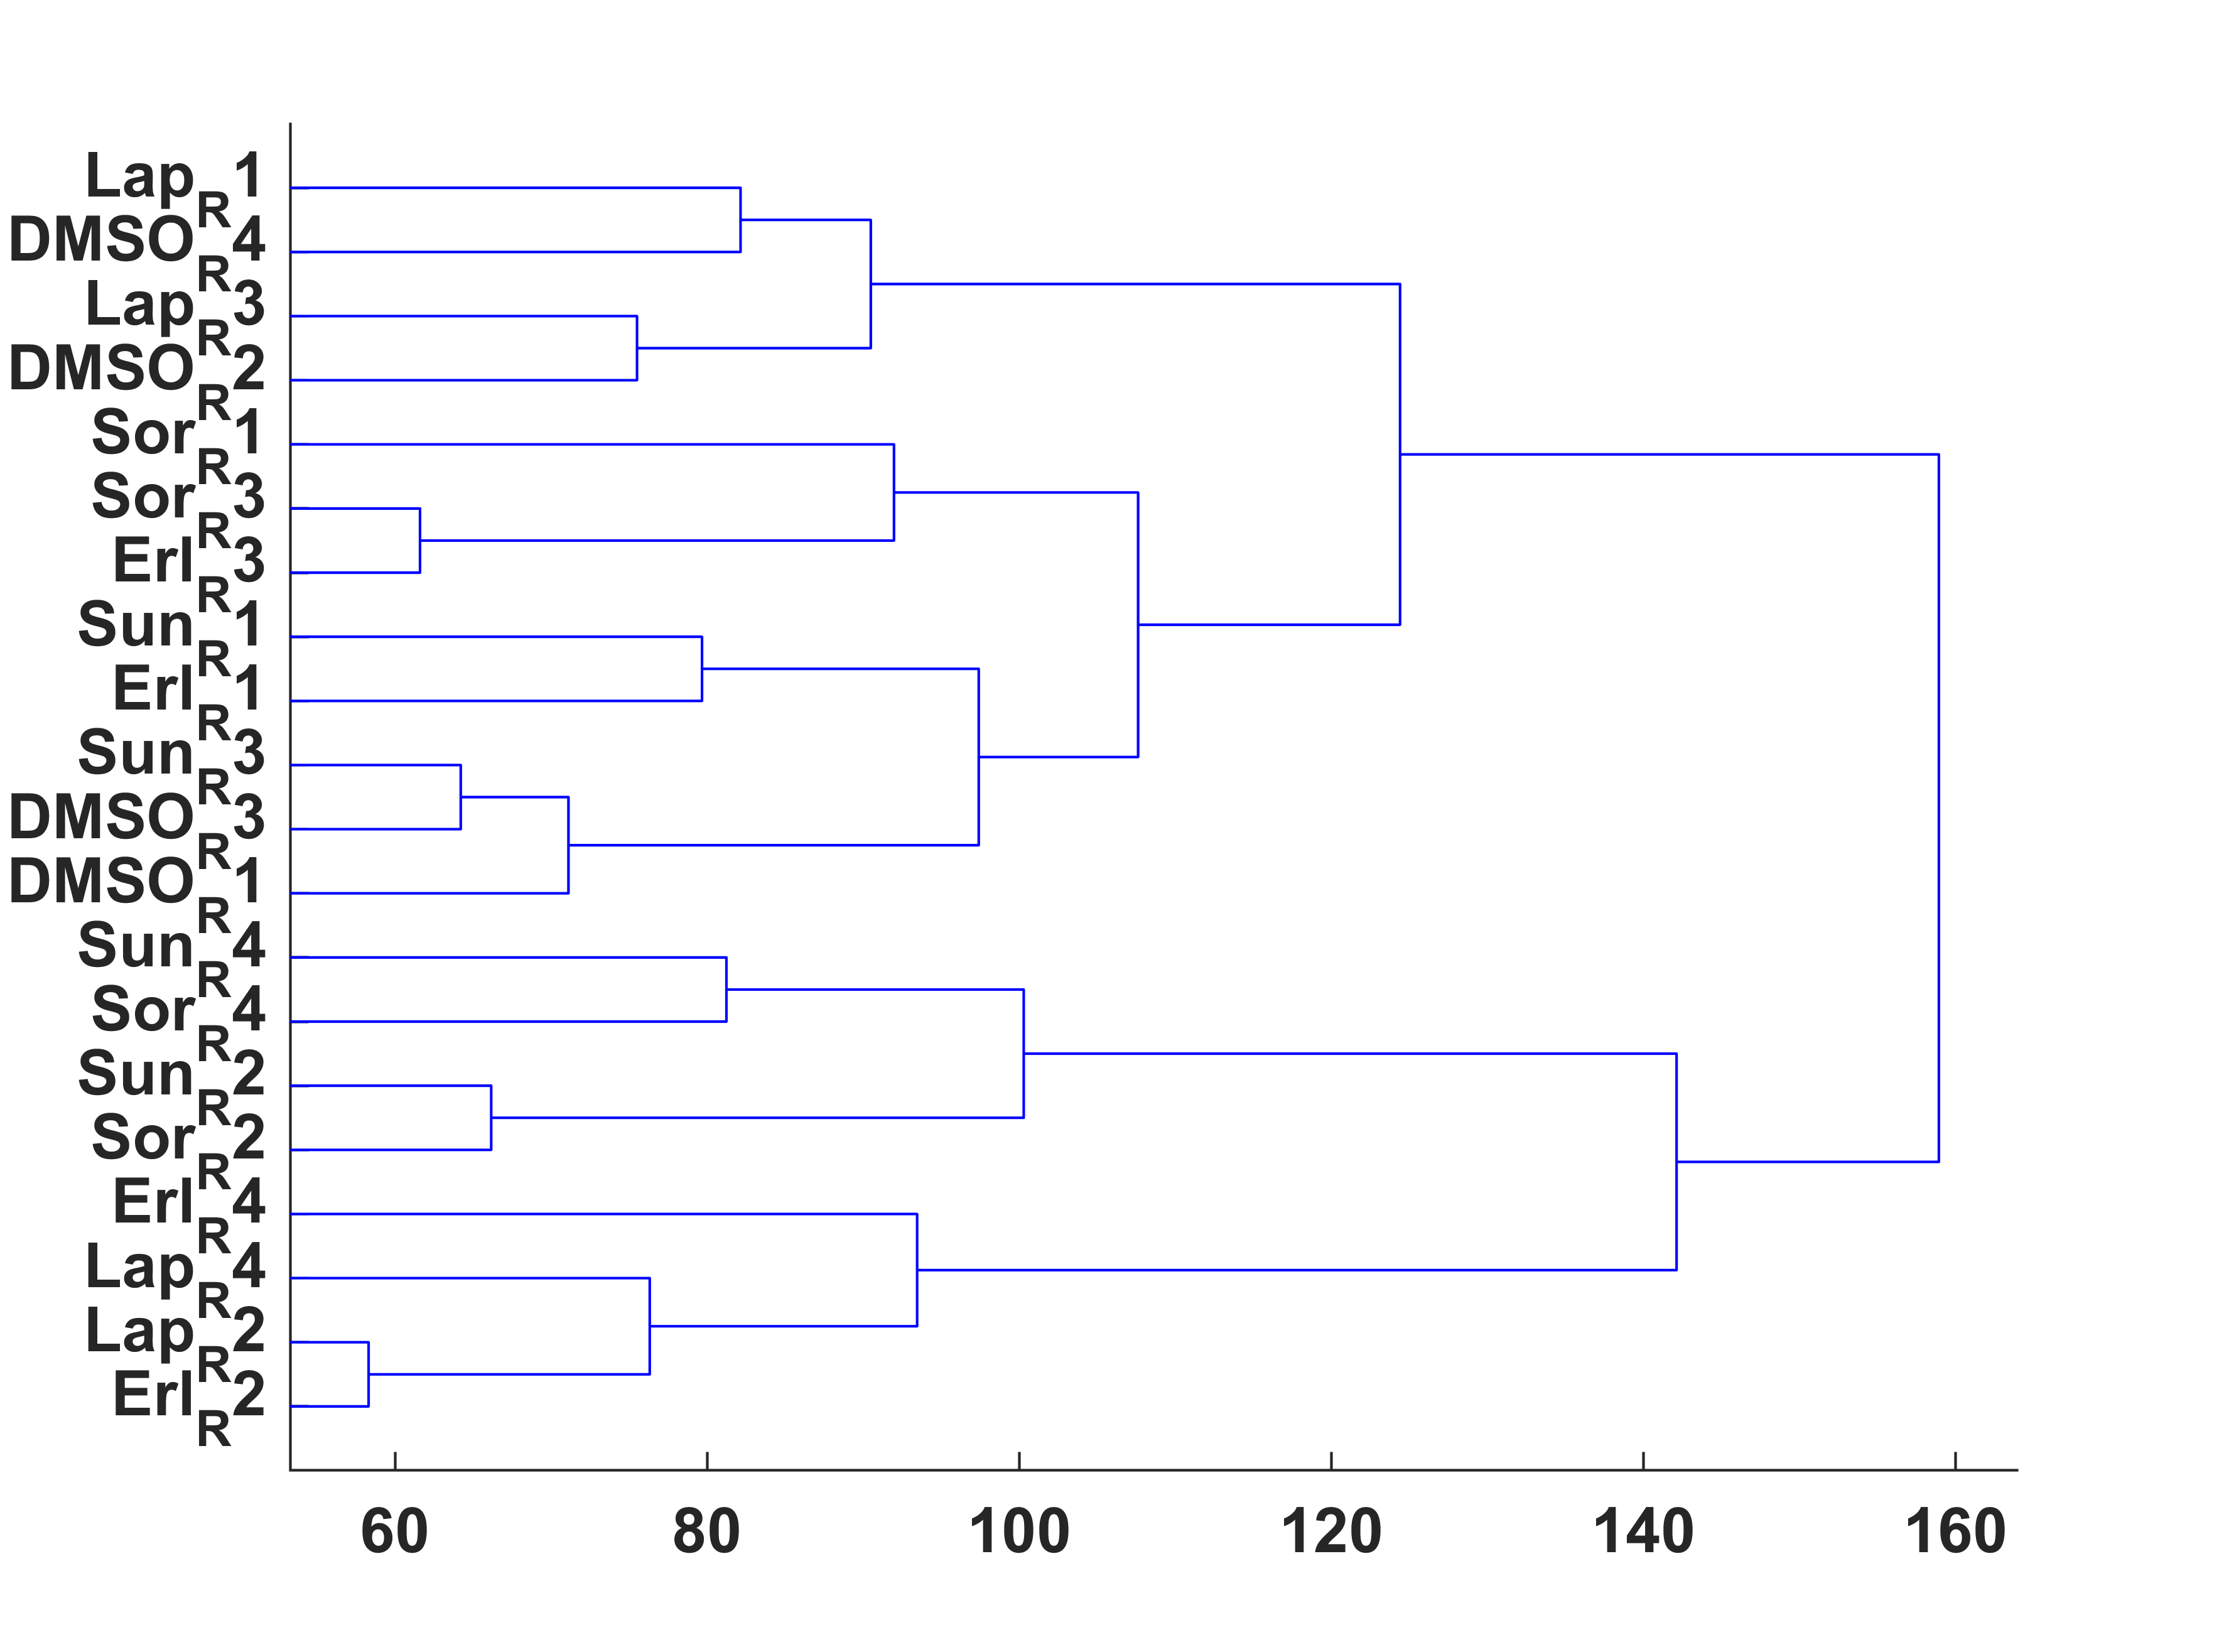 Lap_R1
DMSO_R4
Lap_R3
DMSO_R2
Sor_R1
Sor_R3
Erl_R3
Sun_R1
Erl_R1
Sun_R3
DMSO_R3
DMSO_R1
Sun_R4
Sor_R4
Sun_R2
Sor_R2
Erl_R4
Lap_R4
Lap_R2
Erl_R2
60 80 100 120 140 160